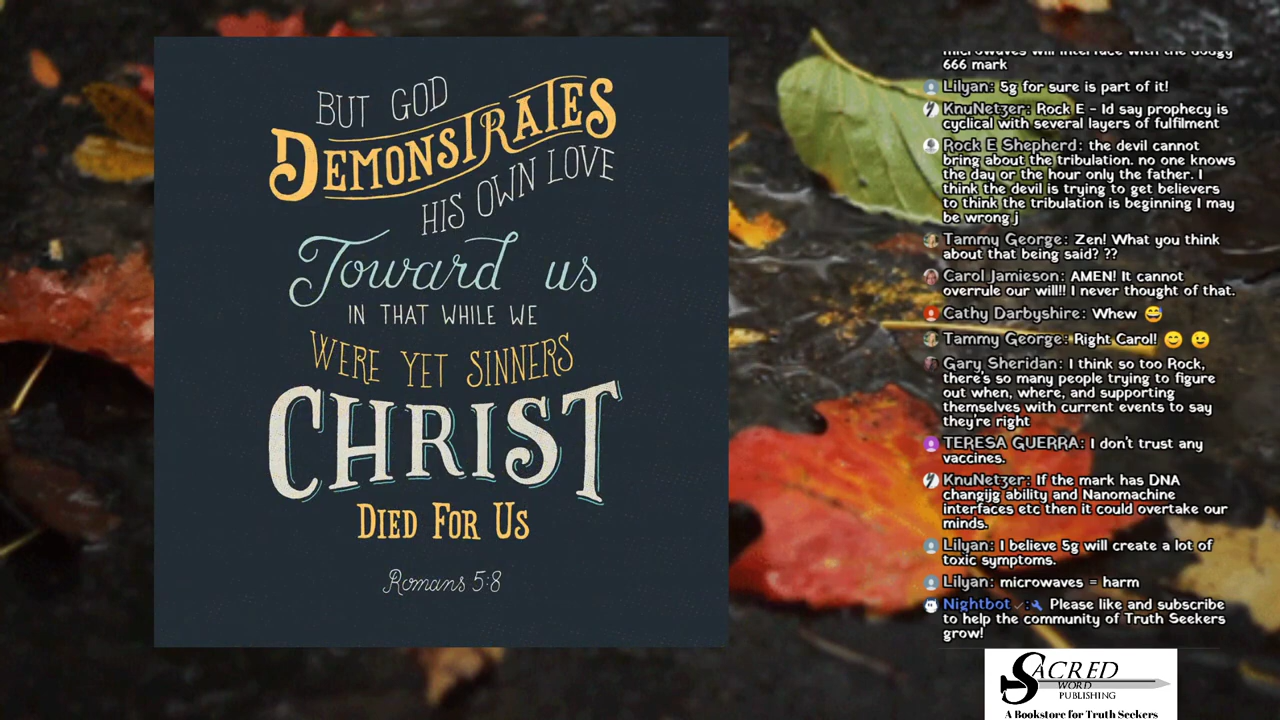 BUT GOD
DEMONSTRATES
HIS OWN LOVE
Toward us
IN THAT WHILE WE
WERE YET SINNERS
CHRIST
DIED FOR US
Romans 5:8
microwaves will interface with the dodgy
666 mark
Lilyan: 5g for sure is part of it!
KnuNetzer: Rock E - Id say prophecy is
cyclical with several layers of fulfilment
Rock E Shepherd: the devil cannot
bring about the tribulation. no one knows
the day or the hour only the father. I
think the devil is trying to get believers
to think the tribulation is beginning I may
be wrong j
Tammy George: Zen! What you think
about that being said? ??
Carol Jamieson: AMEN! It cannot
overrule our will!! I never thought of that.
Cathy Darbyshire: Whew 😅
Tammy George: Right Carol! 😊 😉
Gary Sheridan: I think so too Rock,
there's so many people trying to figure
out when, where, and supporting
themselves with current events to say
they're right
TERESA GUERRA: I don't trust any
vaccines.
KnuNetzer: If the mark has DNA
changijg ability and Nanomachine
interfaces etc then it could overtake our
minds.
Lilyan: I believe 5g will create a lot of
toxic symptoms.
Lilyan: microwaves = harm
Nightbot ✓:🔧 Please like and subscribe
to help the community of Truth Seekers
grow!
SACRED
WORD
PUBLISHING
A Bookstore for Truth Seekers